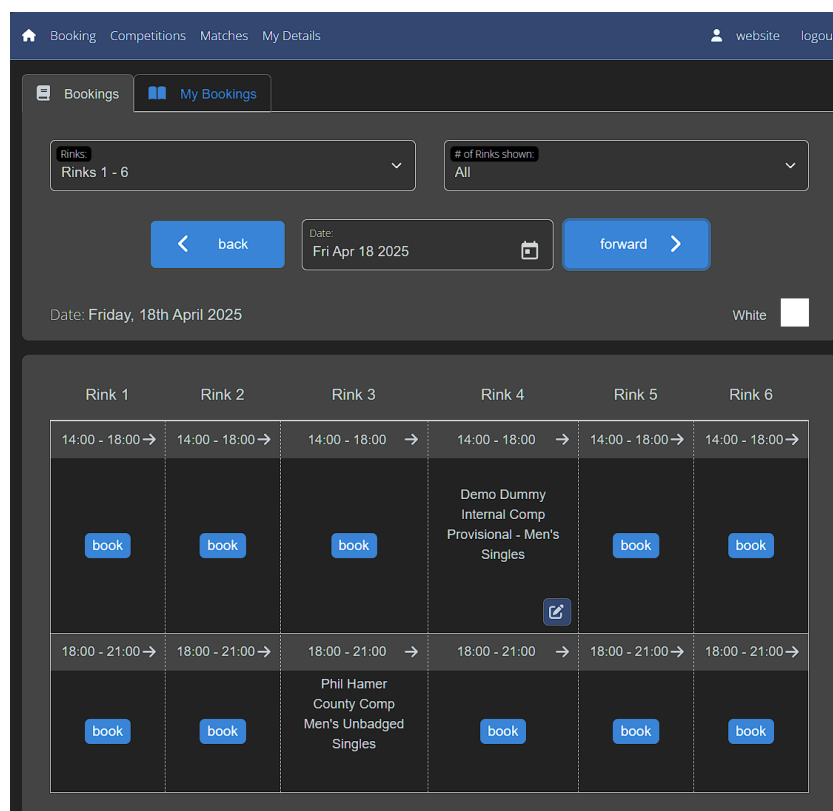 Booking Competitions Matches My Details website logou
Bookings My Bookings
Rinks: # of Rinks shown:
Rinks 1 - 6 All
Date:
back Fri Apr 18 2025 forward
Date: Friday, 18th April 2025 White
Rink 1 Rink 2 Rink 3 Rink 4 Rink 5 Rink 6
14:00 - 18:00 14:00 - 18:00 14:00 - 18:00 14:00 - 18:00 14:00 - 18:00 14:00 - 18:00
Demo Dummy
Internal Comp
Provisional - Men's
Singles
book book book book book
18:00 - 21:00 18:00 - 21:00 18:00 - 21:00 18:00 - 21:00 18:00 - 21:00 18:00 - 21:00
Phil Hamer
County Comp
Men's Unbadged
Singles
book book book book book